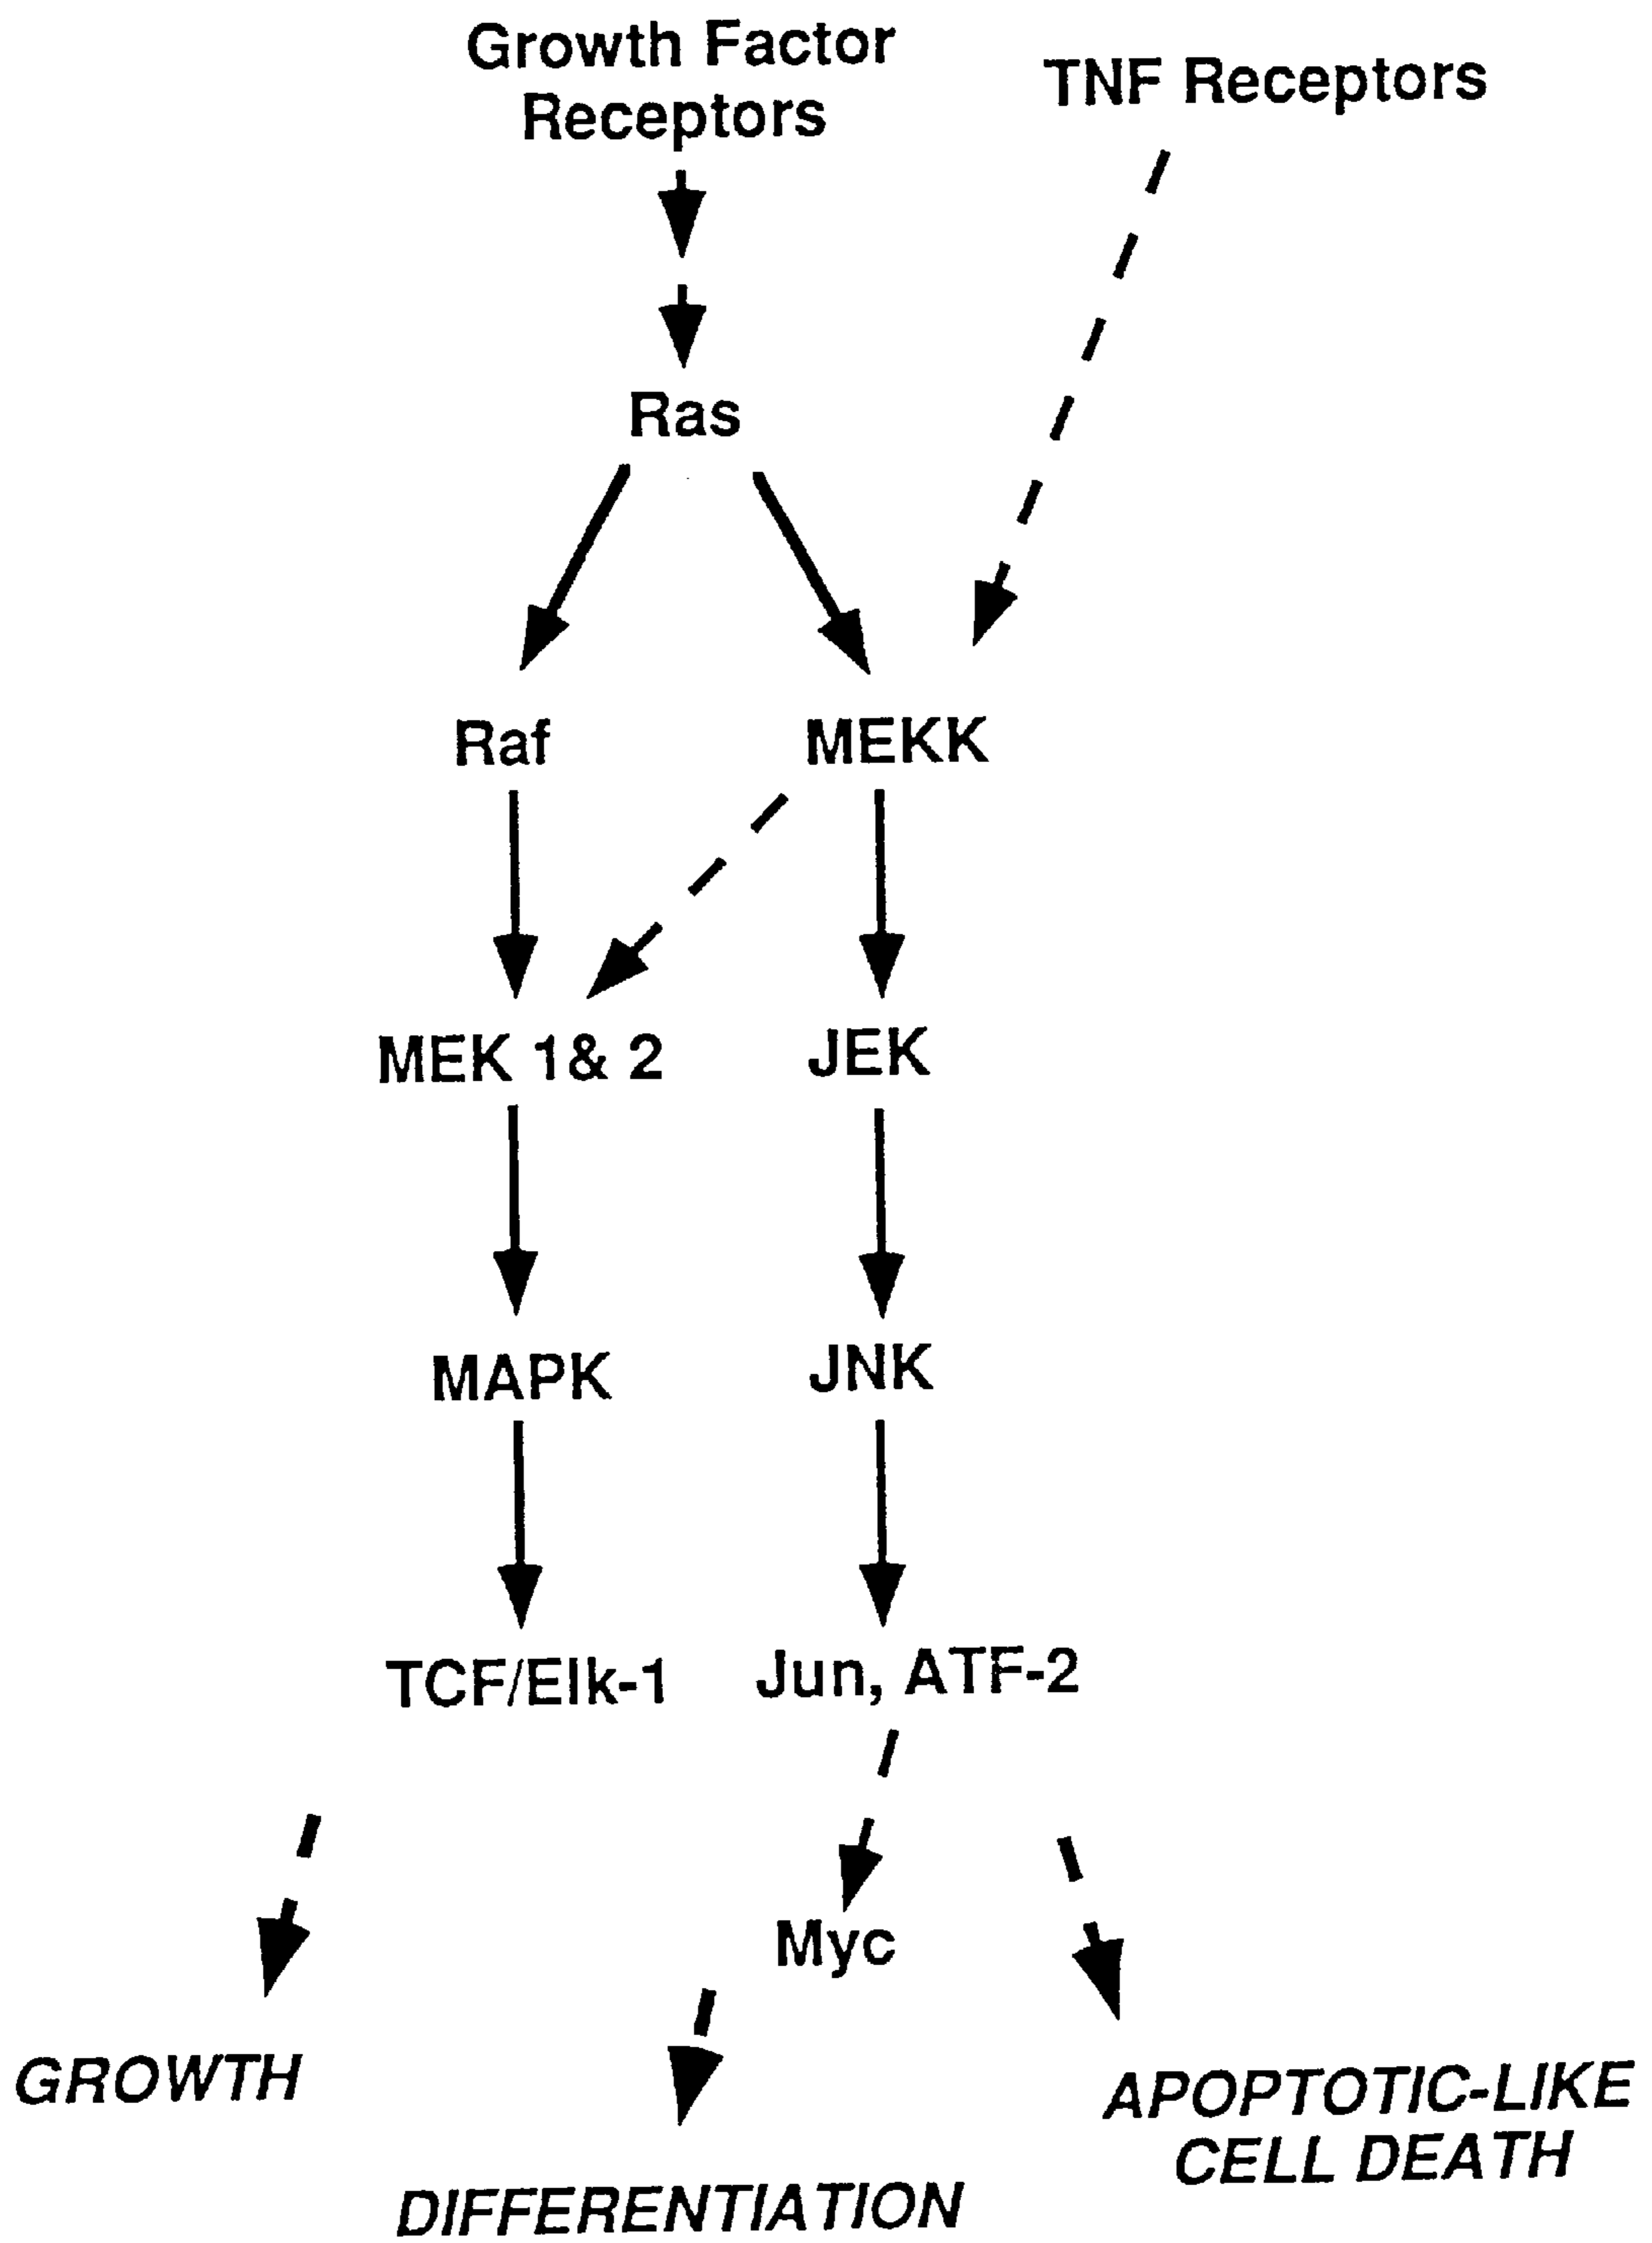 Growth Factor
Receptors
TNF Receptors
Ras
Raf
MEKK
MEK 1& 2
JEK
MAPK
JNK
TCF/Elk-1
Jun, ATF-2
Myc
GROWTH
APOPTOTIC-LIKE
CELL DEATH
DIFFERENTIATION